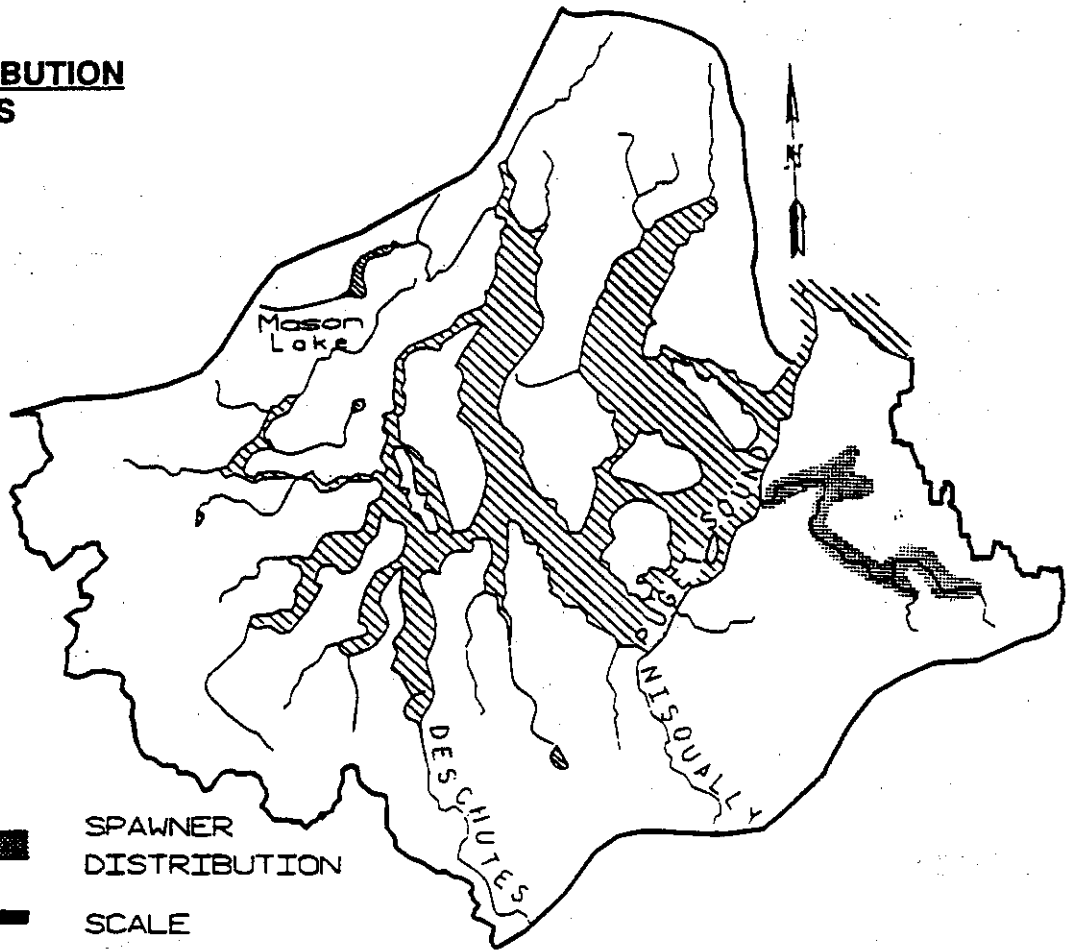 BUTION
S
N
Mason
Lake
PUGET SOUND
NISQUALLY
DESCHUTES
SPAWNER
DISTRIBUTION
SCALE